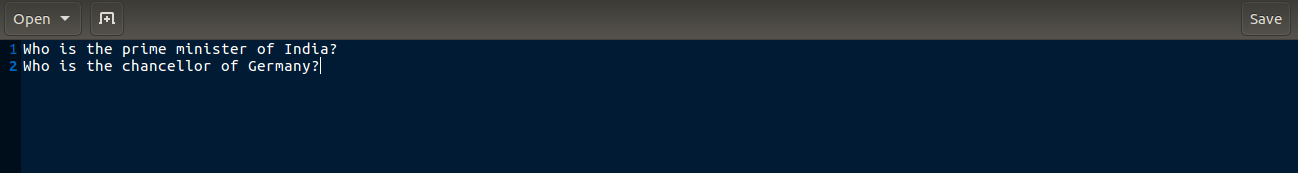 Open Save
1 Who is the prime minister of India?
2 Who is the chancellor of Germany?